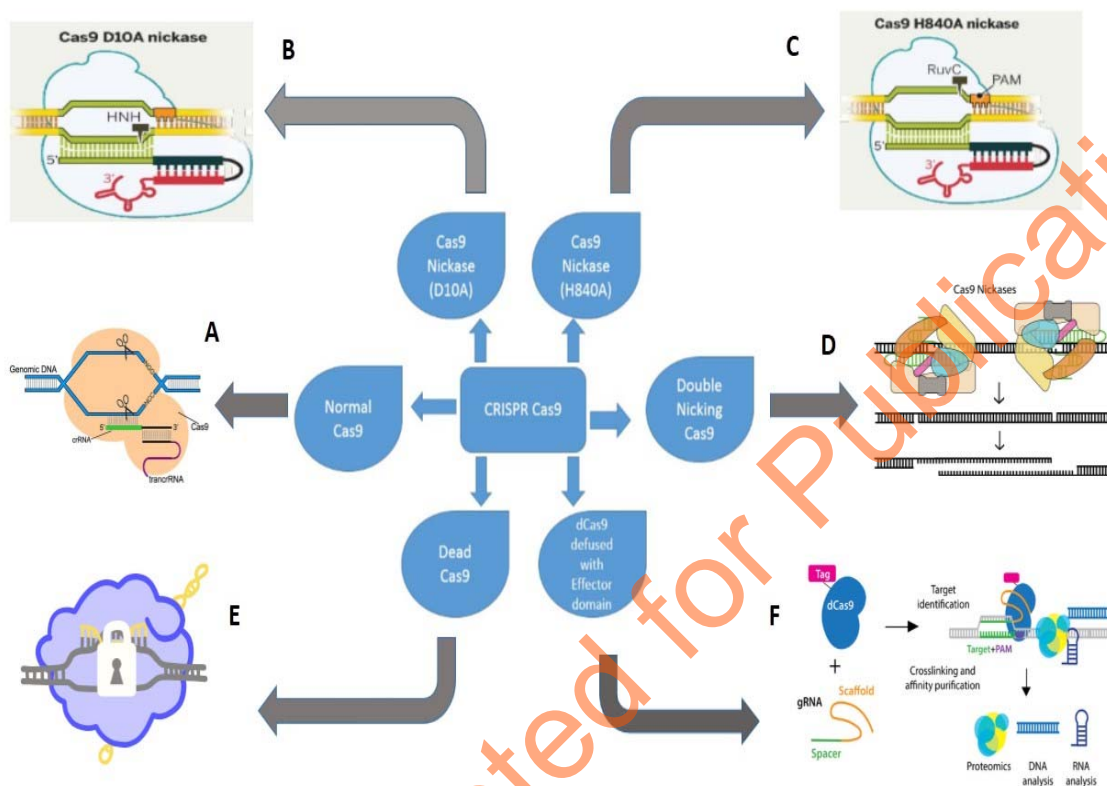 Cas9 D10A nickase
B
HNH
5'
3'
C
Cas9 H840A nickase
RuvC
PAM
5'
3'
Cas9
Nickase
(D10A)
Cas9
Nickase
(H840A)
A
Genomic DNA
5'
3'
crRNA
Cas9
trancrRNA
Normal
Cas9
CRISPR Cas9
Double
Nicking
Cas9
D
Cas9 Nickases
Dead
Cas9
dCas9
defused
with
Effector
domain
E
F
Tag
dCas9
+
gRNA
Scaffold
Spacer
Target
identification
Target+PAM
Crosslinking and
affinity purification
Proteomics
DNA
analysis
RNA
analysis
ted for Publicati